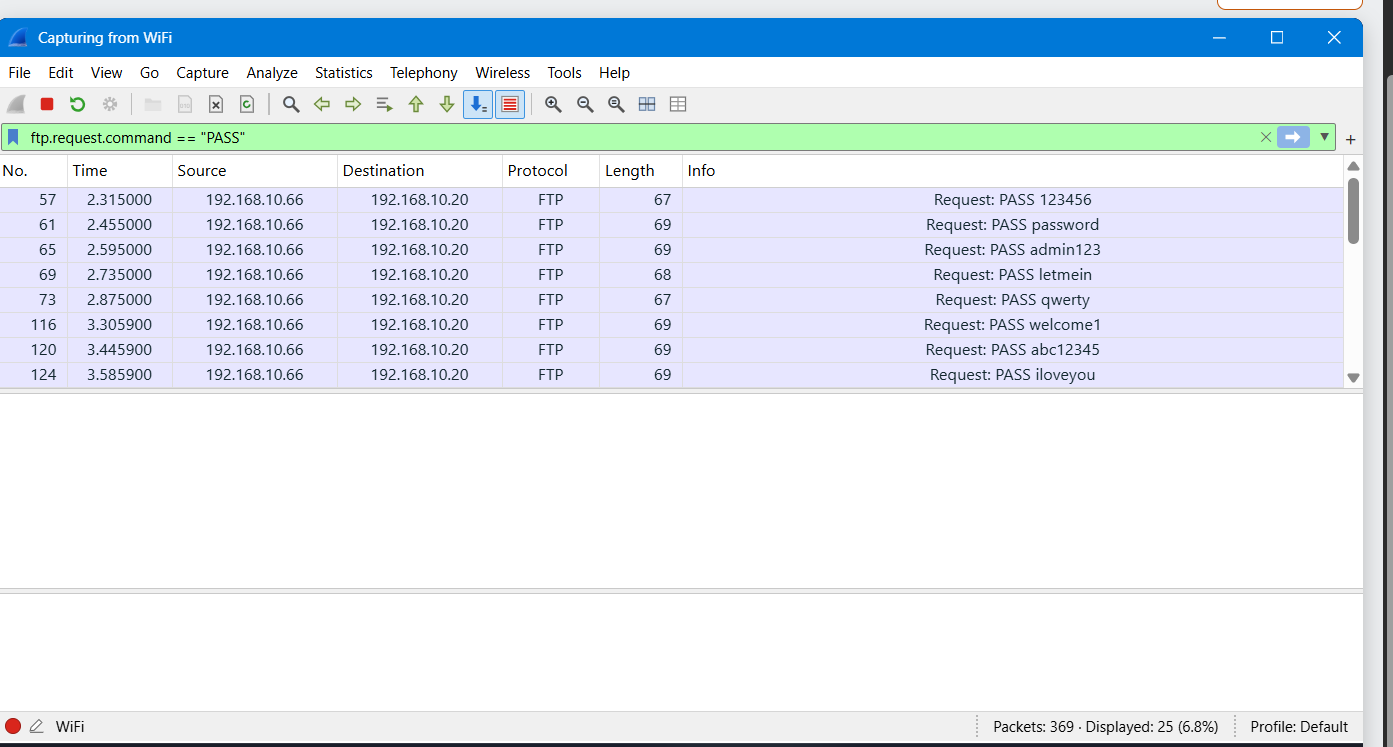 Capturing from WiFi
File Edit View Go Capture Analyze Statistics Telephony Wireless Tools Help
ftp.request.command == "PASS"
No. Time Source Destination Protocol Length Info
57 2.315000 192.168.10.66 192.168.10.20 FTP 67 Request: PASS 123456
61 2.455000 192.168.10.66 192.168.10.20 FTP 69 Request: PASS password
65 2.595000 192.168.10.66 192.168.10.20 FTP 69 Request: PASS admin123
69 2.735000 192.168.10.66 192.168.10.20 FTP 68 Request: PASS letmein
73 2.875000 192.168.10.66 192.168.10.20 FTP 67 Request: PASS qwerty
116 3.305900 192.168.10.66 192.168.10.20 FTP 69 Request: PASS welcome1
120 3.445900 192.168.10.66 192.168.10.20 FTP 69 Request: PASS abc12345
124 3.585900 192.168.10.66 192.168.10.20 FTP 69 Request: PASS iloveyou
WiFi Packets: 369 · Displayed: 25 (6.8%) Profile: Default